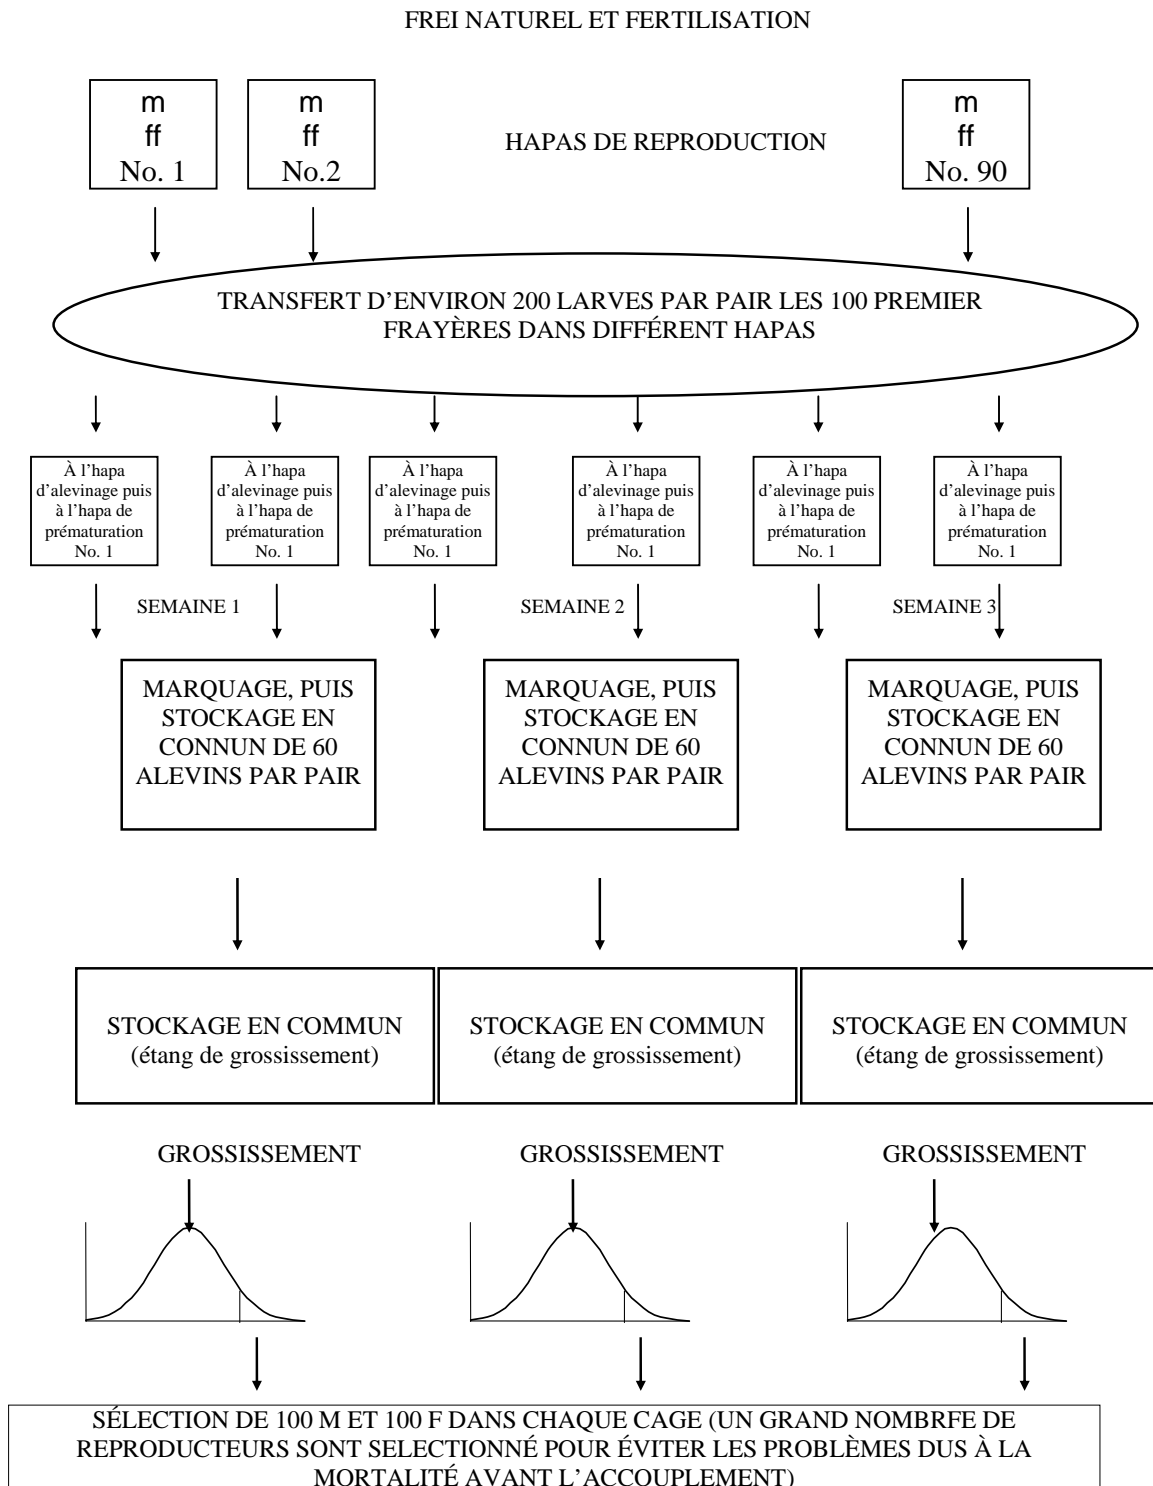 FREI NATUREL ET FERTILISATION
m
ff
No. 1
m
ff
No.2
HAPAS DE REPRODUCTION
m
ff
No. 90
TRANSFERT D’ENVIRON 200 LARVES PAR PAIR LES 100 PREMIER
FRAYÈRES DANS DIFFÉRENT HAPAS
À l’hapa
d’alevinage puis
à l’hapa de
prématuration
No. 1
À l’hapa
d’alevinage puis
à l’hapa de
prématuration
No. 1
À l’hapa
d’alevinage puis
à l’hapa de
prématuration
No. 1
À l’hapa
d’alevinage puis
à l’hapa de
prématuration
No. 1
À l’hapa
d’alevinage puis
à l’hapa de
prématuration
No. 1
À l’hapa
d’alevinage puis
à l’hapa de
prématuration
No. 1
SEMAINE 1
SEMAINE 2
SEMAINE 3
MARQUAGE, PUIS
STOCKAGE EN
CONNUN DE 60
ALEVINS PAR PAIR
MARQUAGE, PUIS
STOCKAGE EN
CONNUN DE 60
ALEVINS PAR PAIR
MARQUAGE, PUIS
STOCKAGE EN
CONNUN DE 60
ALEVINS PAR PAIR
STOCKAGE EN COMMUN
(étang de grossissement)
STOCKAGE EN COMMUN
(étang de grossissement)
STOCKAGE EN COMMUN
(étang de grossissement)
GROSSISSEMENT
GROSSISSEMENT
GROSSISSEMENT
SÉLECTION DE 100 M ET 100 F DANS CHAQUE CAGE (UN GRAND NOMBRFE DE
REPRODUCTEURS SONT SELECTIONNÉ POUR ÉVITER LES PROBLÈMES DUS À LA
MORTALITÉ AVANT L’ACCOUPLEMENT)